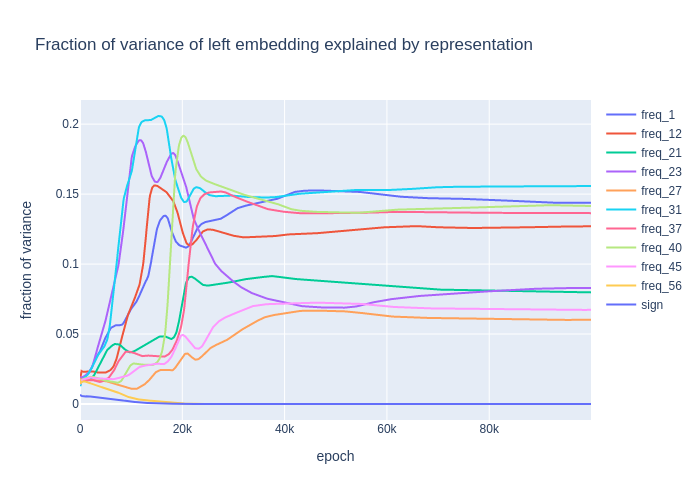 Fraction of variance of left embedding explained by representation
fraction of variance
0.2
0.15
0.1
0.05
0
0
20k
40k
60k
80k
epoch
freq_1
freq_12
freq_21
freq_23
freq_27
freq_31
freq_37
freq_40
freq_45
freq_56
sign